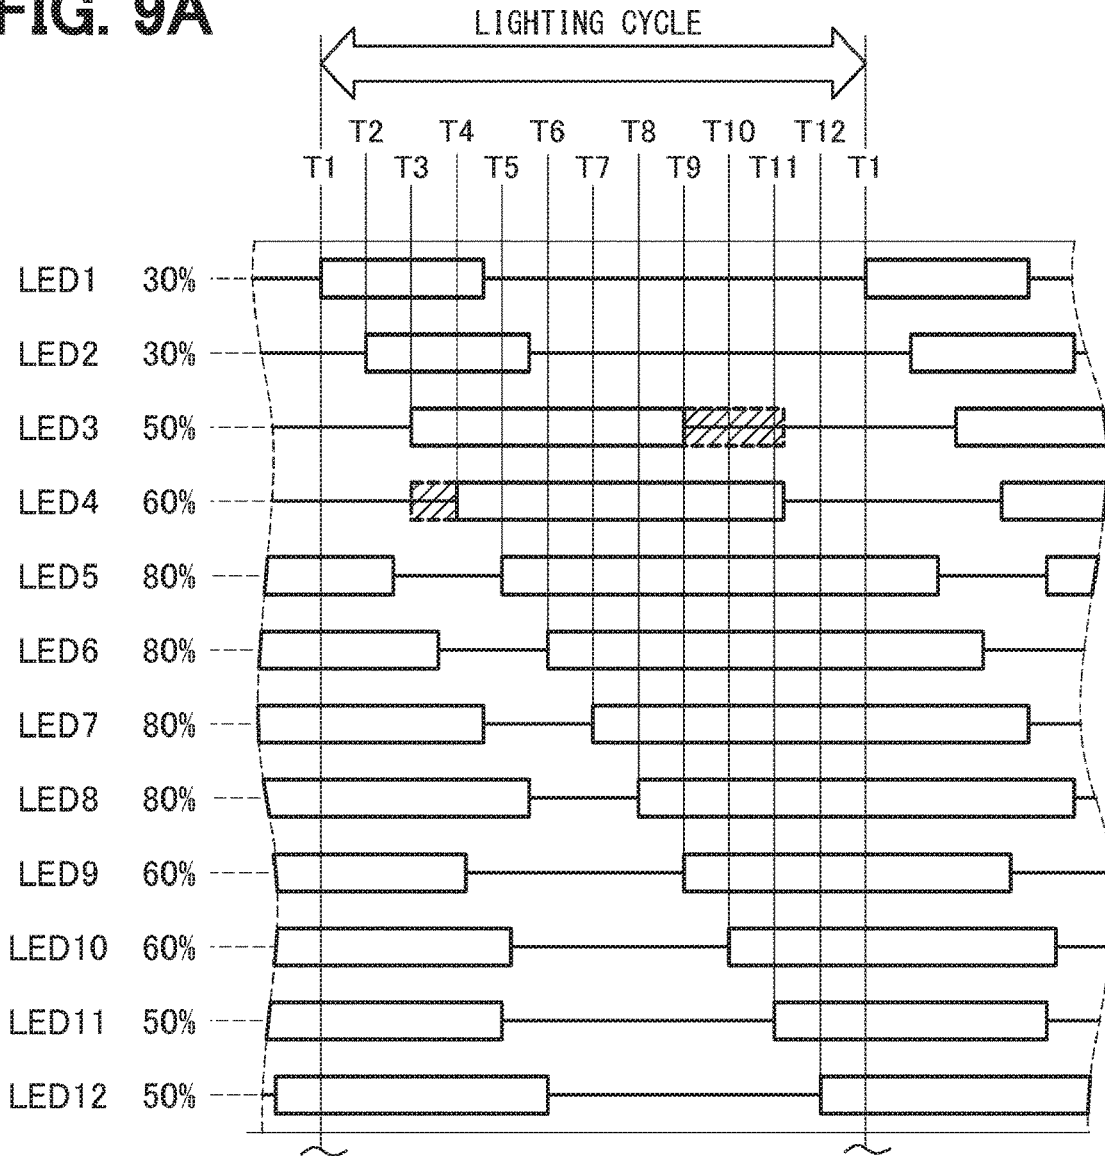 FIG. 9A
LIGHTING CYCLE
T2 T4 T6 T8 T10 T12
T1 T3 T5 T7 T9 T11 T1
LED1 30%
LED2 30%
LED3 50%
LED4 60%
LED5 80%
LED6 80%
LED7 80%
LED8 80%
LED9 60%
LED10 60%
LED11 50%
LED12 50%